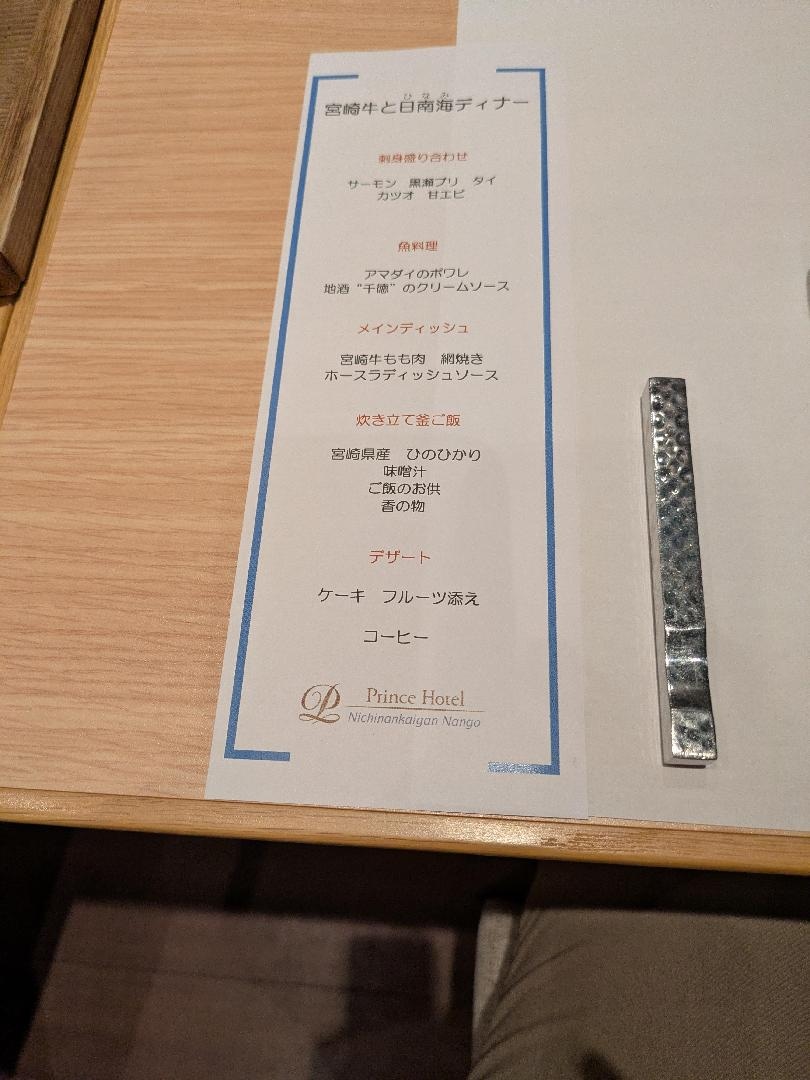 ひなみ
宮崎牛と日南海ディナー
刺身盛り合わせ
サーモン　黒瀬ブリ　タイ
カツオ　甘エビ
魚料理
アマダイのポワレ
地酒“千徳”のクリームソース
メインディッシュ
宮崎牛もも肉　網焼き
ホースラディッシュソース
炊き立て釜ご飯
宮崎県産　ひのひかり
味噌汁
ご飯のお供
香の物
デザート
ケーキ　フルーツ添え
コーヒー
Prince Hotel
Nichinankaigan Nango